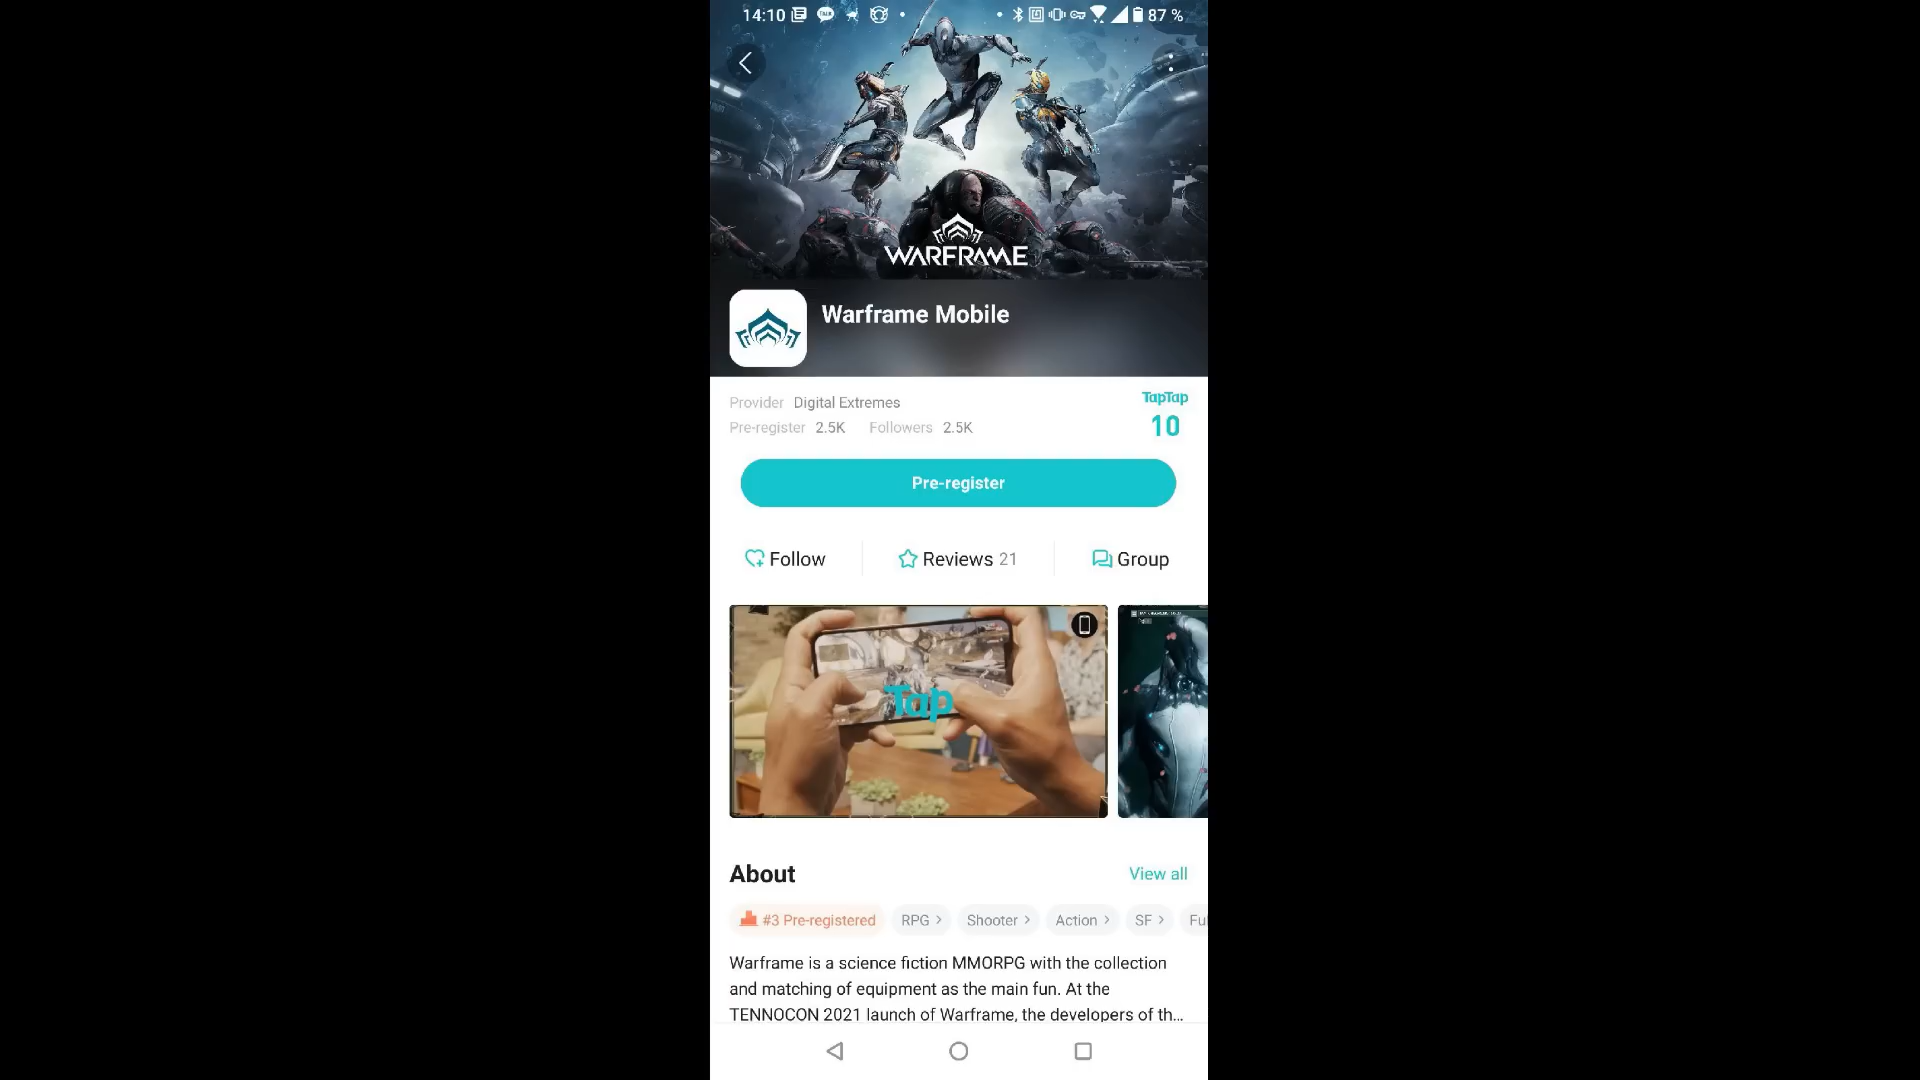 14:10
87 %
WARFRAME
Warframe Mobile
Provider Digital Extremes
TapTap
Pre-register 2.5K Followers 2.5K
10
Pre-register
Follow
Reviews 21
Group
Tap
About
View all
#3 Pre-registered
RPG >
Shooter >
Action >
SF >
Fu
Warframe is a science fiction MMORPG with the collection
and matching of equipment as the main fun. At the
TENNOCON 2021 launch of Warframe, the developers of th...